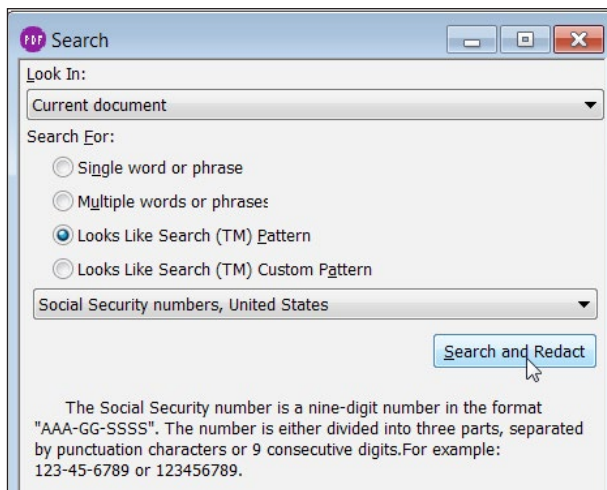 PDF Search
Look In:
Current document
Search For:
Single word or phrase
Multiple words or phrases
Looks Like Search (TM) Pattern
Looks Like Search (TM) Custom Pattern
Social Security numbers, United States
Search and Redact
The Social Security number is a nine-digit number in the format
"AAA-GG-SSSS". The number is either divided into three parts, separated
by punctuation characters or 9 consecutive digits.For example:
123-45-6789 or 123456789.